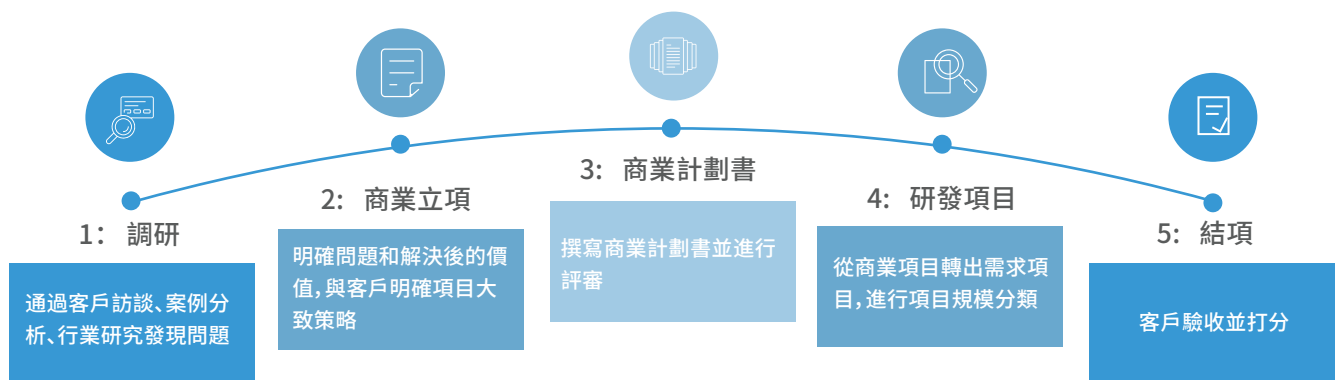 1: 調研
通過客戶訪談、案例分
析、行業研究發現問題
2: 商業立項
明確問題和解決後的價
值,與客戶明確項目大
致策略
3: 商業計劃書
撰寫商業計劃書並進行
評審
4: 研發項目
從商業項目轉出需求項
目,進行項目規模分類
5: 結項
客戶驗收並打分